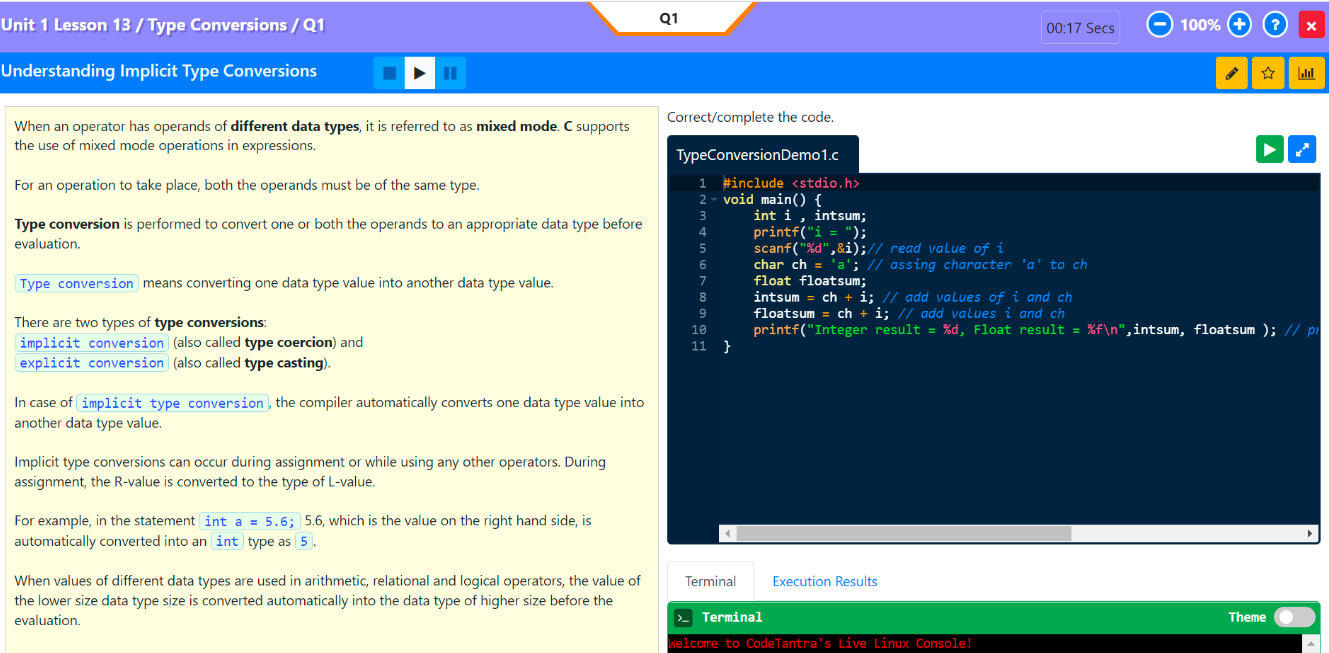 Unit 1 Lesson 13 / Type Conversions / Q1
Q1
00:17 Secs
100%
?
Understanding Implicit Type Conversions
When an operator has operands of different data types, it is referred to as mixed mode. C supports
the use of mixed mode operations in expressions.
For an operation to take place, both the operands must be of the same type.
Type conversion is performed to convert one or both the operands to an appropriate data type before
evaluation.
Type conversion means converting one data type value into another data type value.
There are two types of type conversions:
implicit conversion (also called type coercion) and
explicit conversion (also called type casting).
In case of implicit type conversion, the compiler automatically converts one data type value into
another data type value.
Implicit type conversions can occur during assignment or while using any other operators. During
assignment, the R-value is converted to the type of L-value.
For example, in the statement int a = 5.6; 5.6, which is the value on the right hand side, is
automatically converted into an int type as 5.
When values of different data types are used in arithmetic, relational and logical operators, the value of
the lower size data type size is converted automatically into the data type of higher size before the
evaluation.
Correct/complete the code.
TypeConversionDemo1.c
1 #include <stdio.h>
2 void main() {
3 int i , intsum;
4 printf("i = ");
5 scanf("%d",&i);// read value of i
6 char ch = 'a'; // assing character 'a' to ch
7 float floatsum;
8 intsum = ch + i; // add values of i and ch
9 floatsum = ch + i; // add values i and ch
10 printf("Integer result = %d, Float result = %f\n",intsum, floatsum ); //
11 }
Terminal Execution Results
>_ Terminal Theme
Welcome to CodeTantra's Live Linux Console!